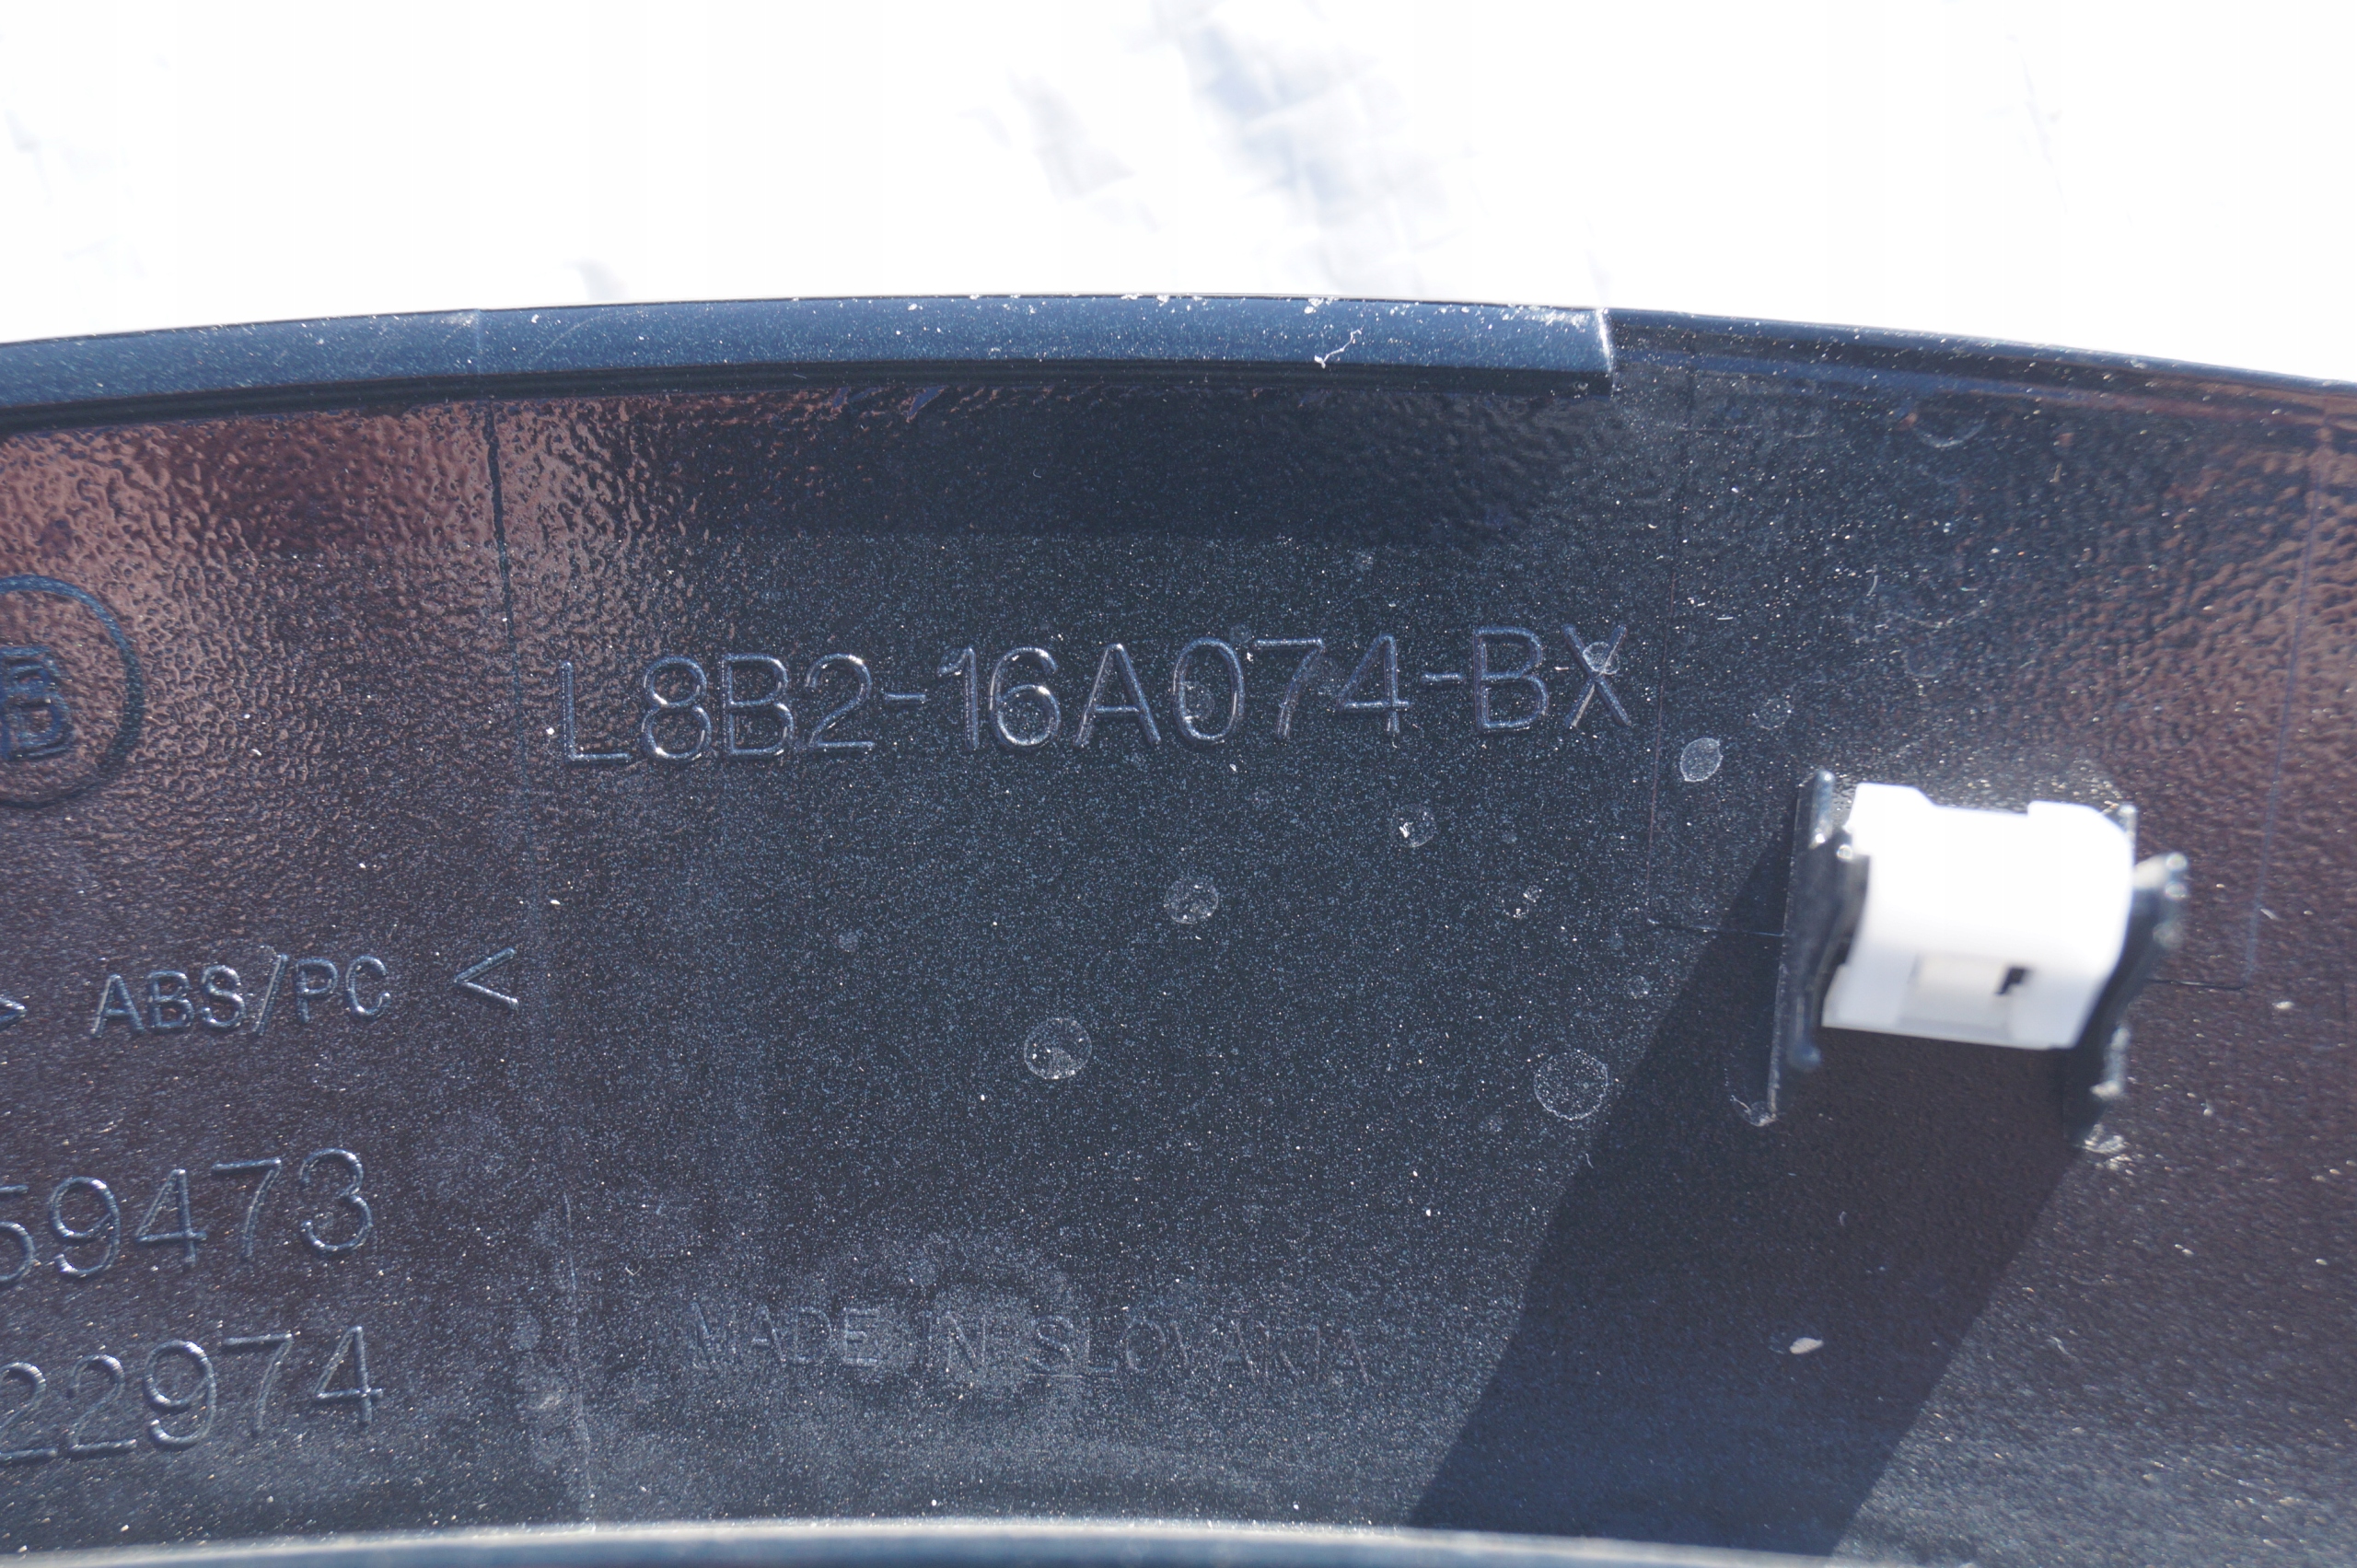 L8B2-16A074-BX
B
> ABS/PC <
59473
22974
MADE IN SLOVAKIA